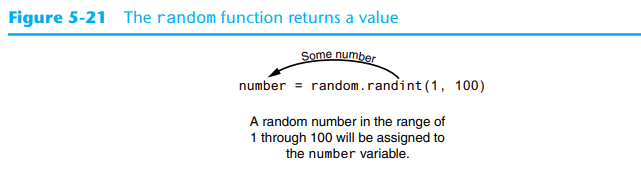 Figure 5-21 The random function returns a value
Some number
number = random.randint(1, 100)
A random number in the range of
1 through 100 will be assigned to
the number variable.